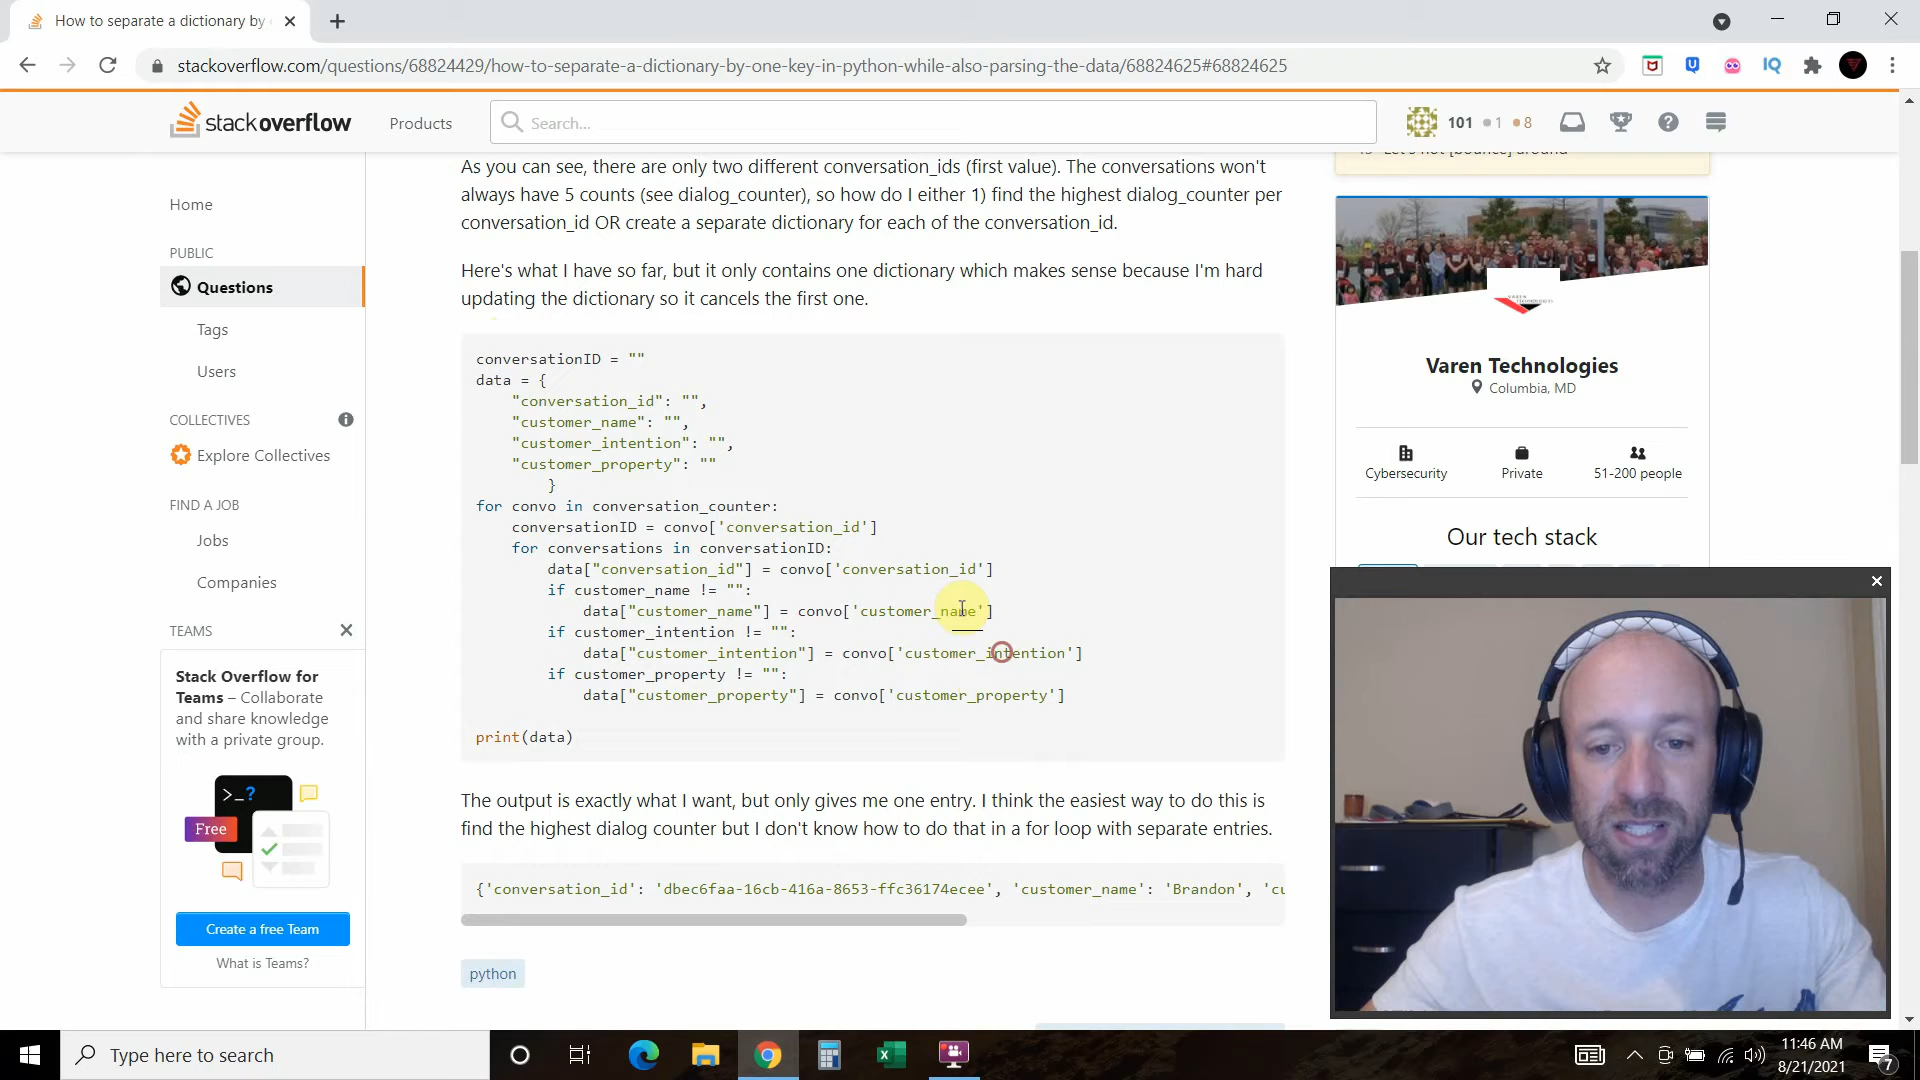 How to separate a dictionary by
stackoverflow.com/questions/68824429/how-to-separate-a-dictionary-by-one-key-in-python-while-also-parsing-the-data/68824625#68824625
stackoverflow
Products
Search...
101 1 8
Home
PUBLIC
Questions
Tags
Users
COLLECTIVES
Explore Collectives
FIND A JOB
Jobs
Companies
TEAMS
Stack Overflow for
Teams – Collaborate
and share knowledge
with a private group.
>_?
Free
Create a free Team
What is Teams?
As you can see, there are only two different conversation_ids (first value). The conversations won't
always have 5 counts (see dialog_counter), so how do I either 1) find the highest dialog_counter per
conversation_id OR create a separate dictionary for each of the conversation_id.
Here's what I have so far, but it only contains one dictionary which makes sense because I'm hard
updating the dictionary so it cancels the first one.
conversationID = ""
data = {
"conversation_id": "",
"customer_name": "",
"customer_intention": "",
"customer_property": ""
}
for convo in conversation_counter:
conversationID = convo['conversation_id']
for conversations in conversationID:
data["conversation_id"] = convo['conversation_id']
if customer_name != "":
data["customer_name"] = convo['customer_name']
if customer_intention != "":
data["customer_intention"] = convo['customer_intention']
if customer_property != "":
data["customer_property"] = convo['customer_property']
print(data)
The output is exactly what I want, but only gives me one entry. I think the easiest way to do this is
find the highest dialog counter but I don't know how to do that in a for loop with separate entries.
{'conversation_id': 'dbec6faa-16cb-416a-8653-ffc36174ecee', 'customer_name': 'Brandon', 'cu
python
Varen Technologies
Columbia, MD
Cybersecurity
Private
51-200 people
Our tech stack
Type here to search
11:46 AM
8/21/2021
7